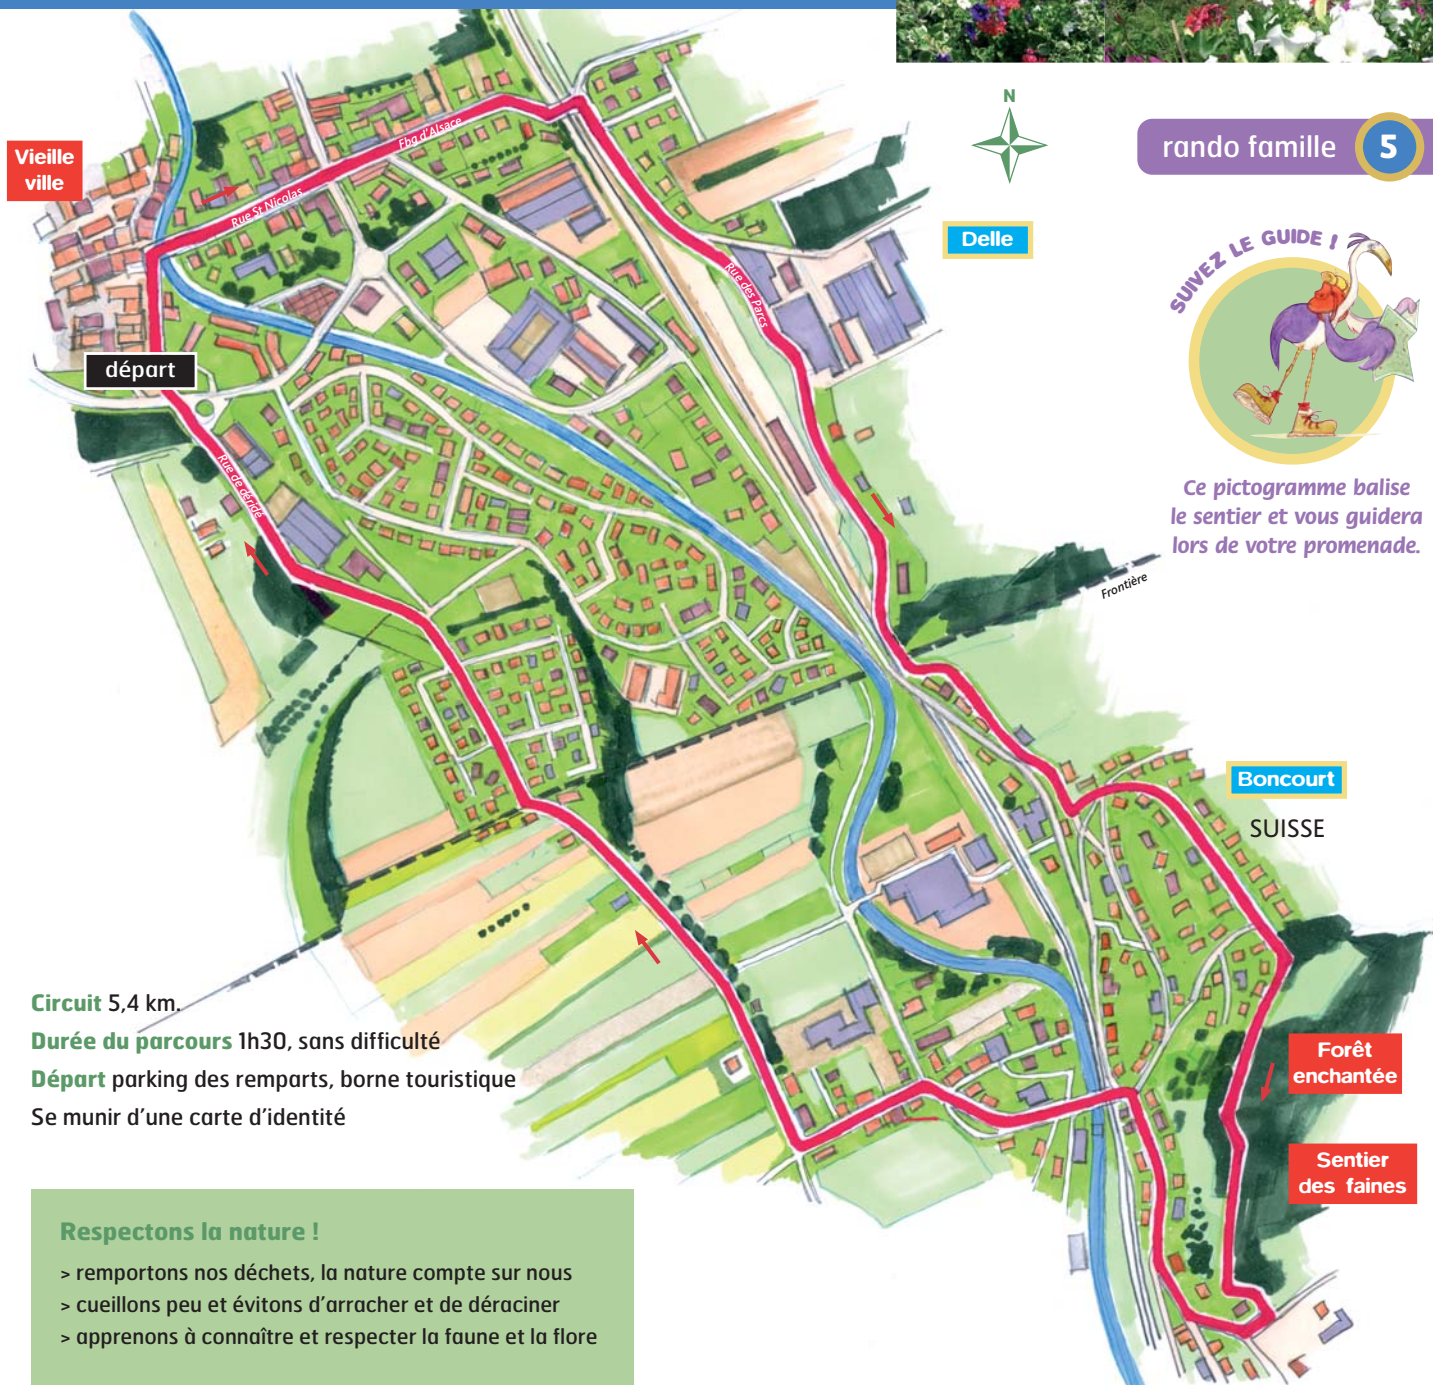 Vieille
ville
Fbg d'Alsace
Rue St Nicolas
N
rando famille 5
Delle
SUIVEZ LE GUIDE !
Rue des Parcs
départ
Rue de déridé
Ce pictogramme balise
le sentier et vous guidera
lors de votre promenade.
Frontière
Boncourt
SUISSE
Circuit 5,4 km.
Durée du parcours 1h30, sans difficulté
Départ parking des remparts, borne touristique
Se munir d'une carte d'identité
Forêt
enchantée
Sentier
des faines
Respectons la nature !
> remportons nos déchets, la nature compte sur nous
> cueillons peu et évitons d'arracher et de déraciner
> apprenons à connaître et respecter la faune et la flore